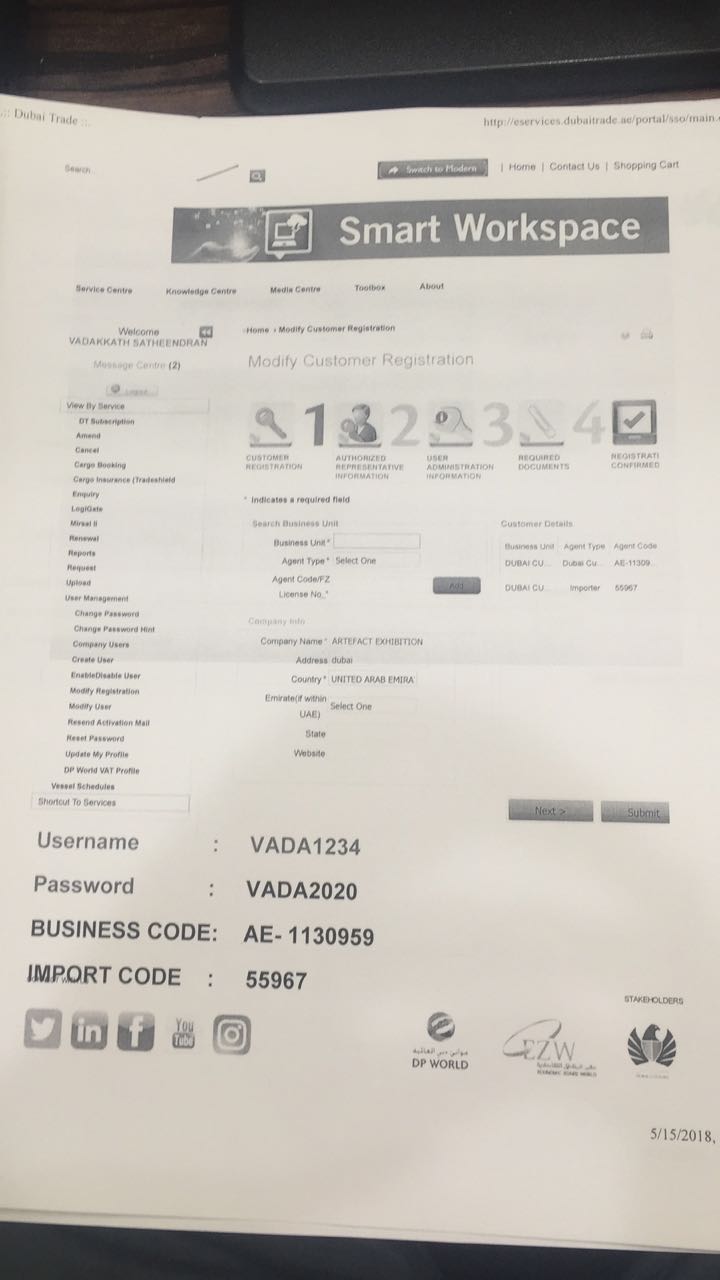 .:: Dubai Trade ::.
http://eservices.dubaitrade.ae/portal/sso/main.
Search
Switch to Modern | Home | Contact Us | Shopping Cart
Smart Workspace
Service Centre Knowledge Centre Media Centre Toolbox About
Welcome
VADAKKATH SATHEENDRAN
Message Centre (2)
Logout
View By Service
DT Subscription
Amend
Cancel
Cargo Booking
Cargo Insurance (Tradeshield
Enquiry
LogiGate
Mirsal II
Renewal
Reports
Request
Upload
User Management
Change Password
Change Password Hint
Company Users
Create User
EnableDisable User
Modify Registration
Modify User
Resend Activation Mail
Reset Password
Update My Profile
DP World VAT Profile
Vessel Schedules
Shortcut To Services
Home › Modify Customer Registration
Modify Customer Registration
1 2 3 4
CUSTOMER REGISTRATION
AUTHORIZED REPRESENTATIVE INFORMATION
USER ADMINISTRATION INFORMATION
REQUIRED DOCUMENTS
REGISTRATI CONFIRMED
* Indicates a required field
Search Business Unit
Business Unit *
Agent Type * Select One
Agent Code/FZ
License No. *
Add
Customer Details
Business Unit Agent Type Agent Code
DUBAI CU... Dubai Cu... AE-11309...
DUBAI CU... Importer 55967
Company Info
Company Name * ARTEFACT EXHIBITION
Address dubai
Country * UNITED ARAB EMIRA
Emirate(if within
UAE) Select One
State
Website
Next > Submit
Username : VADA1234
Password : VADA2020
BUSINESS CODE: AE- 1130959
IMPORT CODE : 55967
in f You Tube
STAKEHOLDERS
موانئ دبي العالمية
DP WORLD
EZW
ECONOMIC ZONES WORLD
5/15/2018,